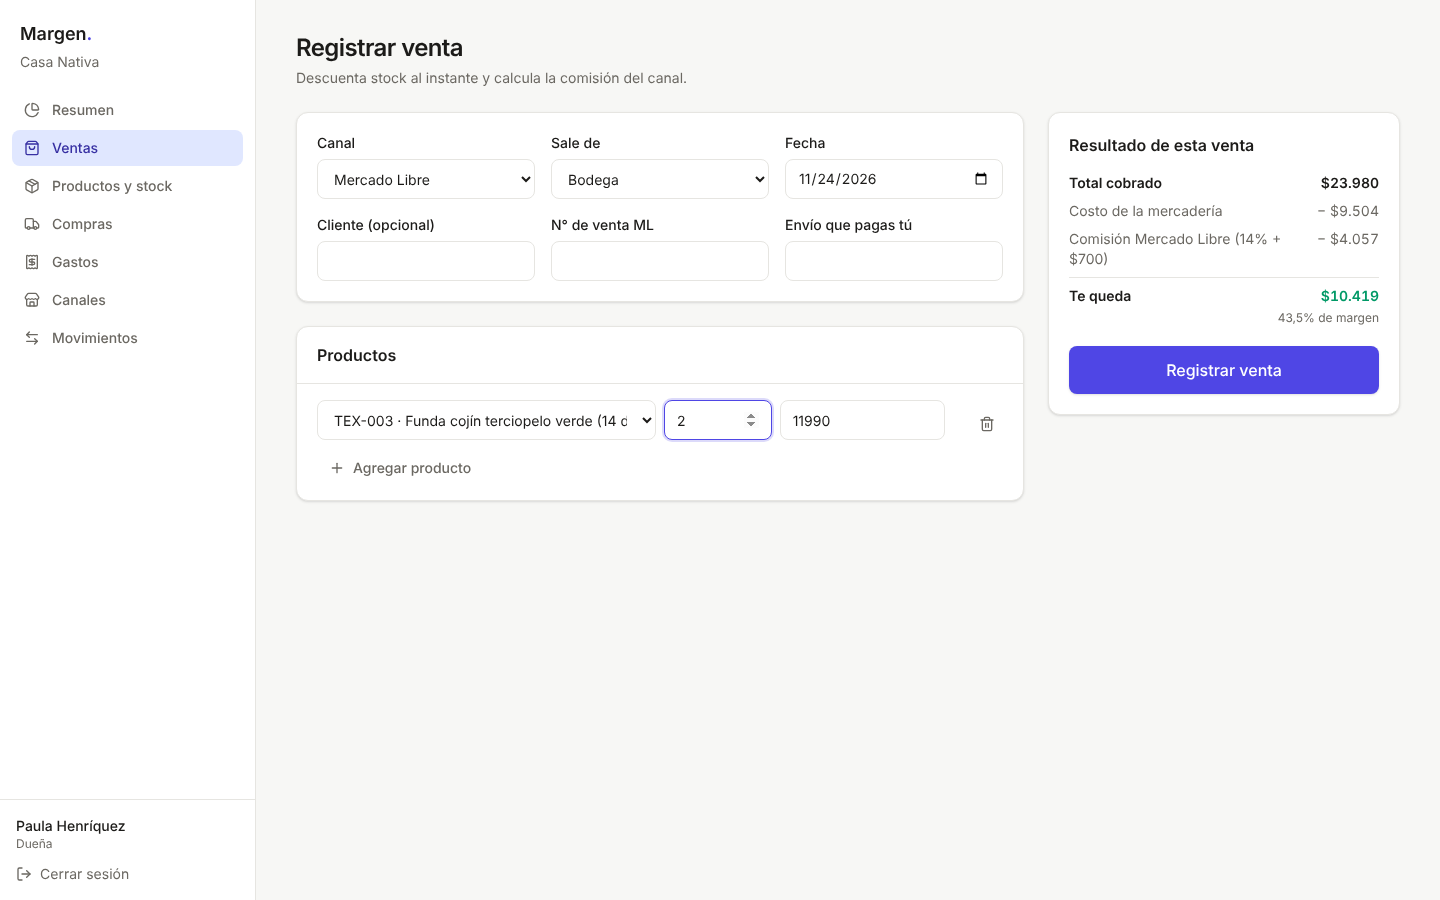 Margen.
Casa Nativa
Resumen
Ventas
Productos y stock
Compras
Gastos
Canales
Movimientos
Paula Henríquez
Dueña
Cerrar sesión
Registrar venta
Descuenta stock al instante y calcula la comisión del canal.
Canal
Sale de
Fecha
Mercado Libre
Bodega
11/24/2026
Cliente (opcional)
N° de venta ML
Envío que pagas tú
Productos
TEX-003 · Funda cojín terciopelo verde (14 d
2
11990
Agregar producto
Resultado de esta venta
Total cobrado $23.980
Costo de la mercadería − $9.504
Comisión Mercado Libre (14% + − $4.057
$700)
Te queda $10.419
43,5% de margen
Registrar venta